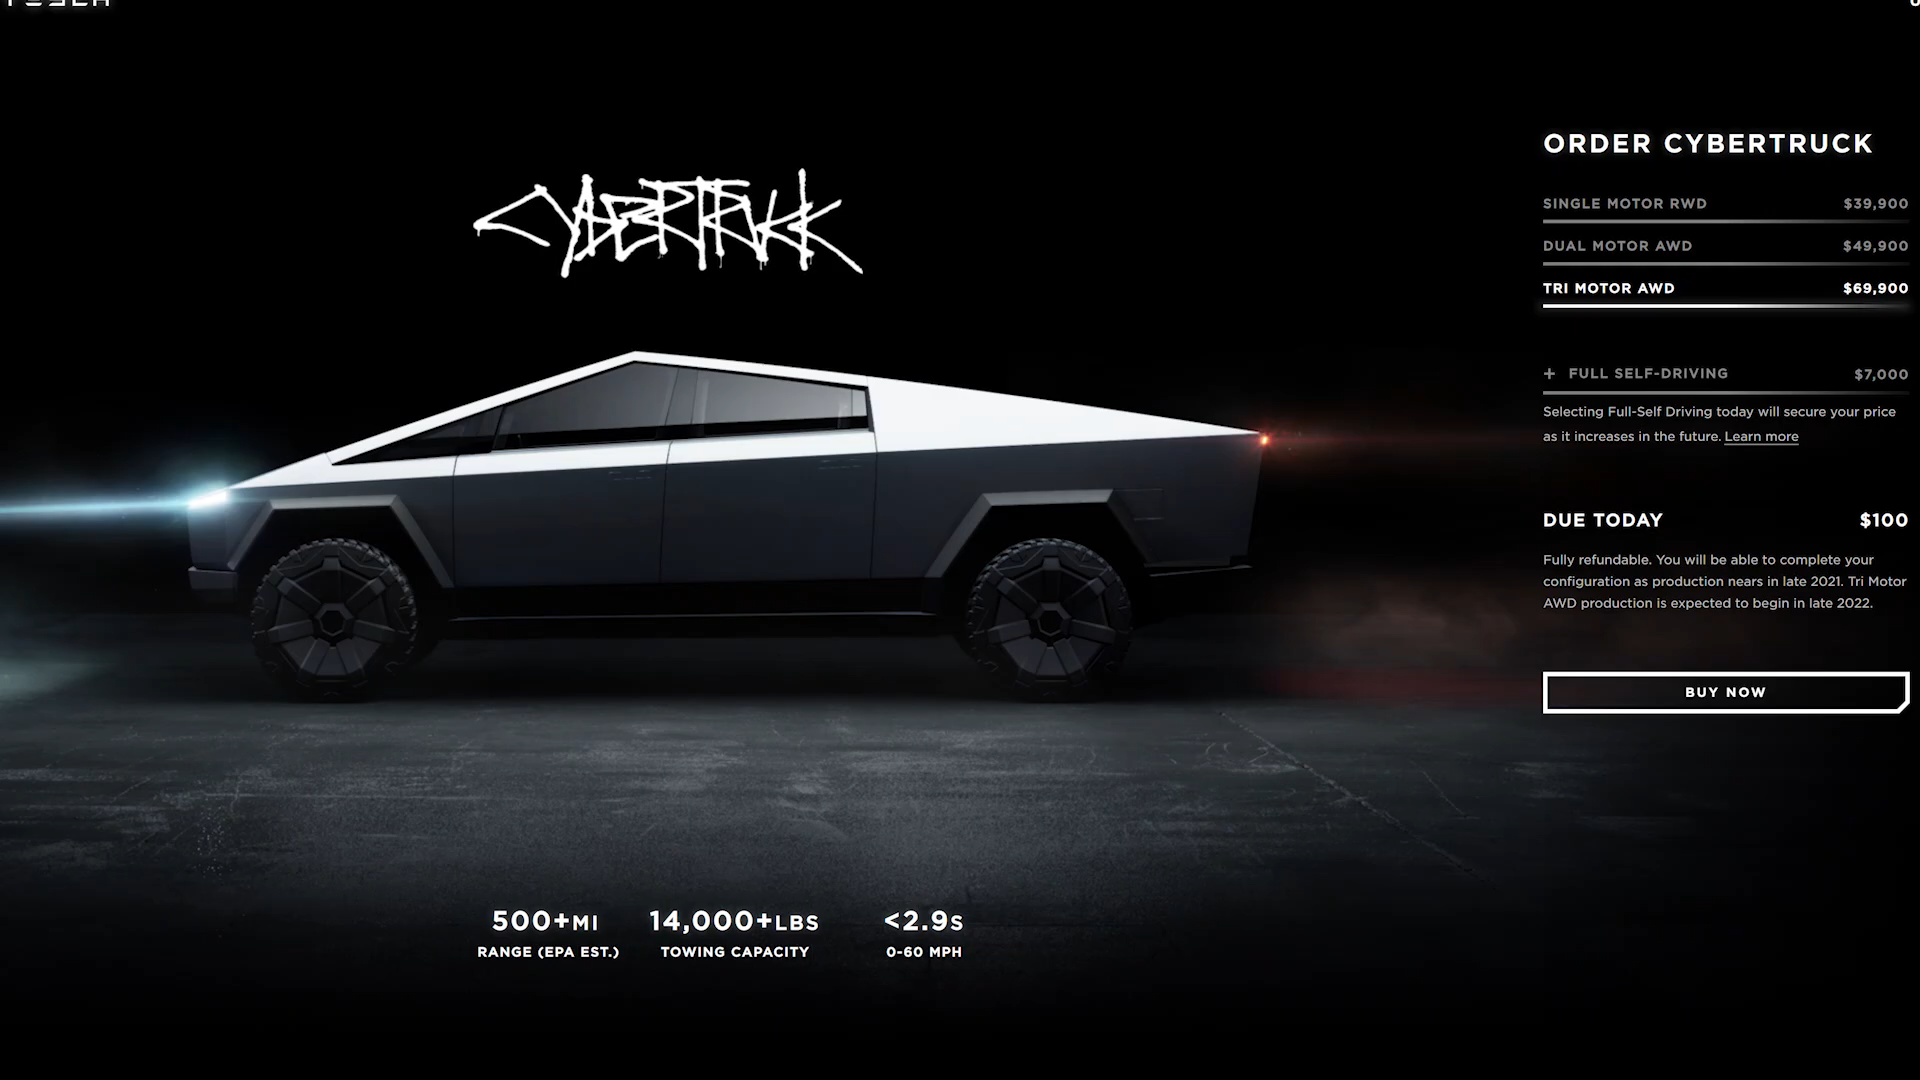 TESLA
CYBERTRUCK
ORDER CYBERTRUCK
SINGLE MOTOR RWD $39,900
DUAL MOTOR AWD $49,900
TRI MOTOR AWD $69,900
+ FULL SELF-DRIVING $7,000
Selecting Full-Self Driving today will secure your price
as it increases in the future. Learn more
DUE TODAY $100
Fully refundable. You will be able to complete your
configuration as production nears in late 2021. Tri Motor
AWD production is expected to begin in late 2022.
BUY NOW
500+MI 14,000+LBS <2.9S
RANGE (EPA EST.) TOWING CAPACITY 0-60 MPH